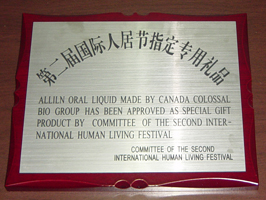 第二届国际人居节指定专用礼品
ALLILN ORAL LIQUID MADE BY CANADA COLOSSAL
BIO GROUP HAS BEEN APPROVED AS SPECIAL GIFT
PRODUCT BY COMMITTEE OF THE SECOND INTER-
NATIONAL HUMAN LIVING FESTIVAL
COMMITTEE OF THE SECOND
INTERNATIONAL HUMAN LIVING FESTIVAL